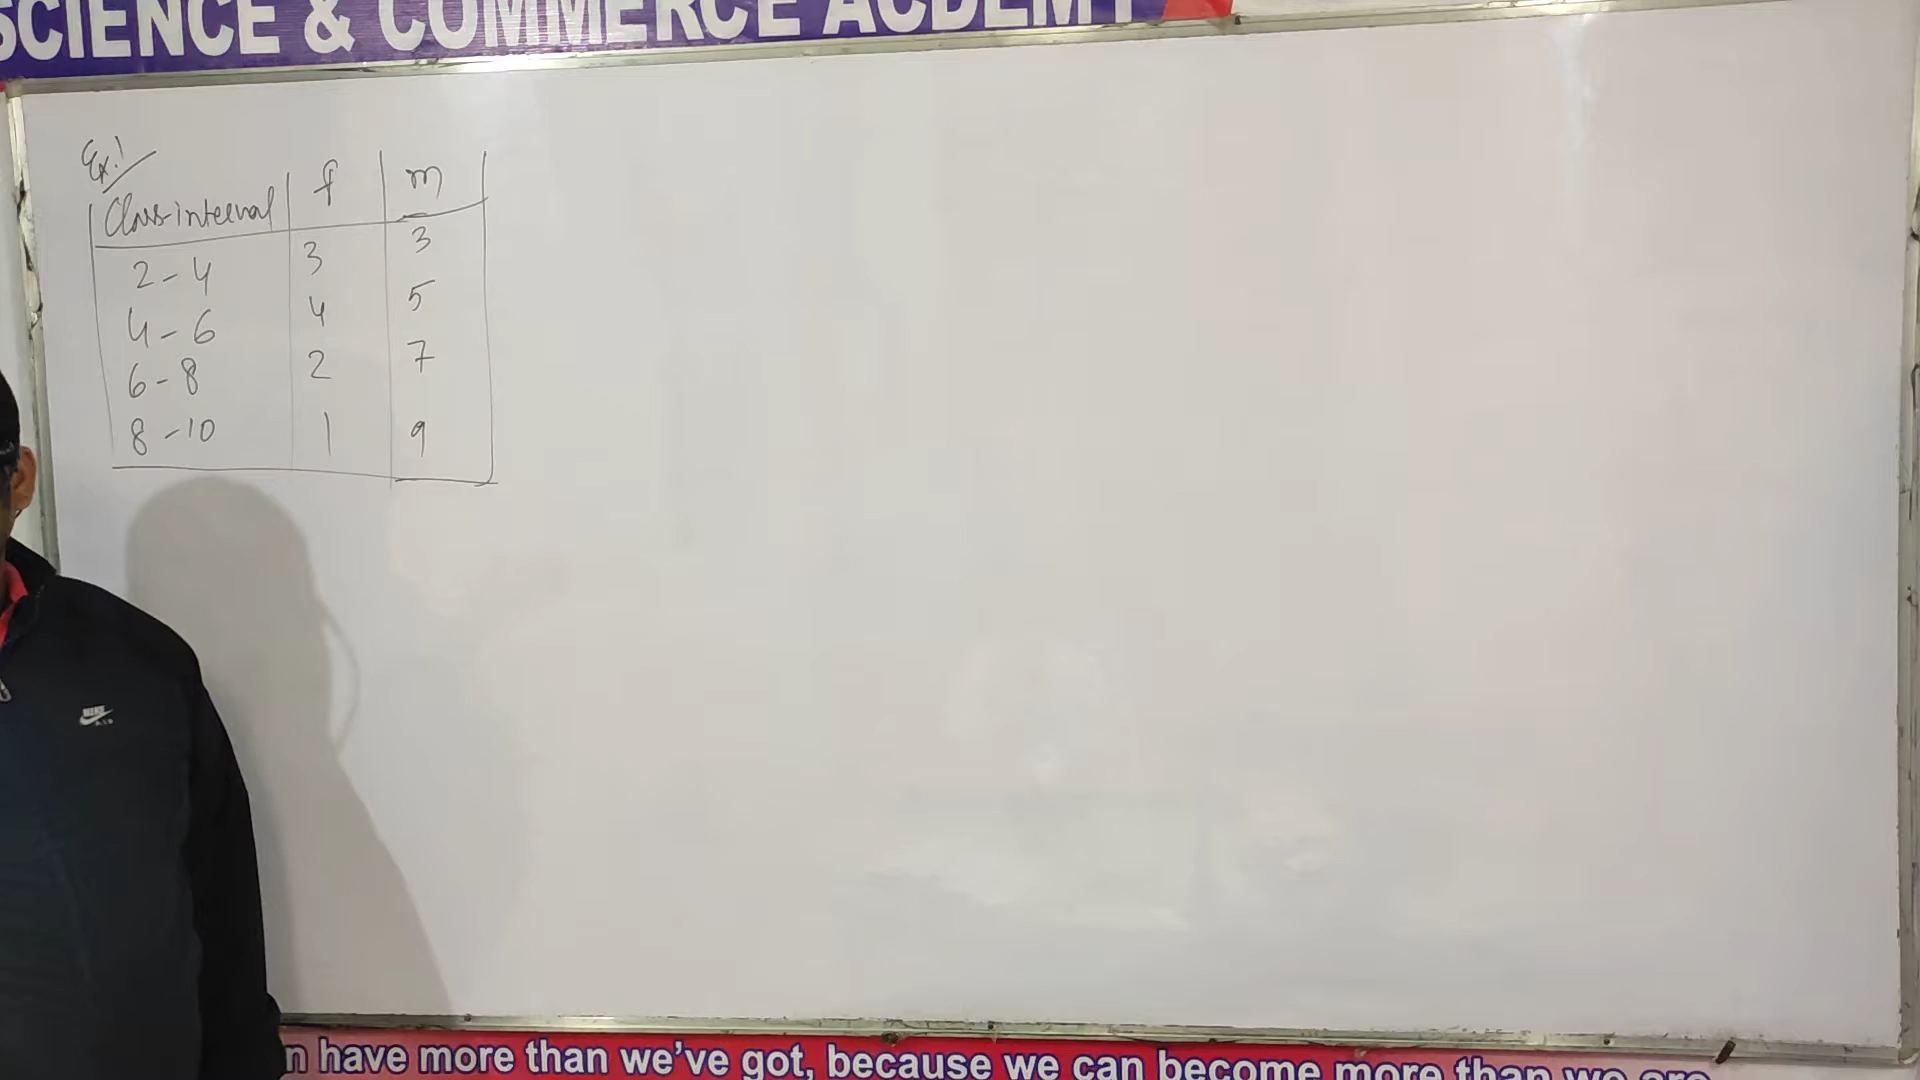 SCIENCE & COMMERCE ACDEMY
Ex:
Class-interval f m
2-4 3 3
4-6 4 5
6-8 2 7
8-10 1 9
NIKE
n have more than we've got, because we can become more than we are